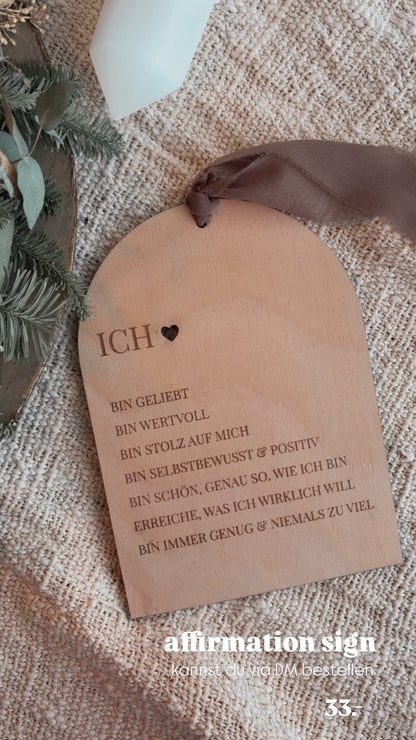 ICH
BIN GELIEBT
BIN WERTVOLL
BIN STOLZ AUF MICH
BIN SELBSTBEWUSST & POSITIV
BIN SCHÖN, GENAU SO, WIE ICH BIN
ERREICHE, WAS ICH WIRKLICH WILL
BIN IMMER GENUG & NIEMALS ZU VIEL
affirmation sign
kannst du via DM bestellen
33.-